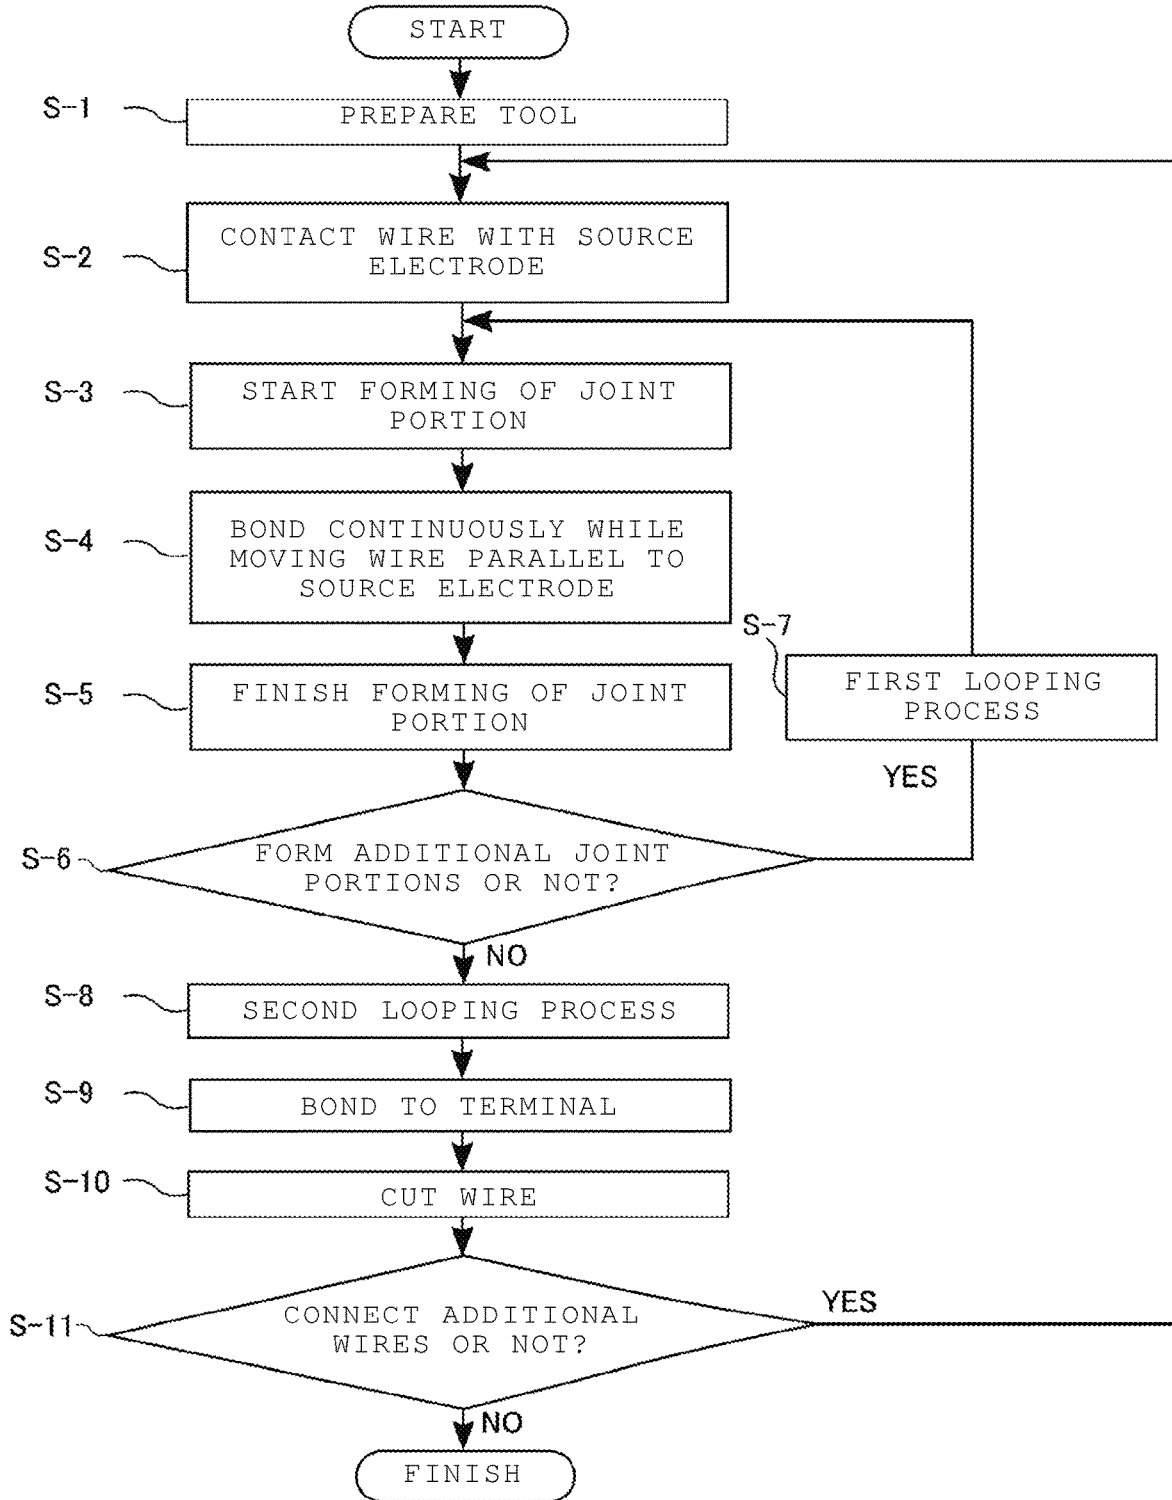 START
S-1
PREPARE TOOL
S-2
CONTACT WIRE WITH SOURCE
ELECTRODE
S-3
START FORMING OF JOINT
PORTION
S-4
BOND CONTINUOUSLY WHILE
MOVING WIRE PARALLEL TO
SOURCE ELECTRODE
S-5
FINISH FORMING OF JOINT
PORTION
S-7
FIRST LOOPING
PROCESS
YES
S-6
FORM ADDITIONAL JOINT
PORTIONS OR NOT?
NO
S-8
SECOND LOOPING PROCESS
S-9
BOND TO TERMINAL
S-10
CUT WIRE
S-11
CONNECT ADDITIONAL
WIRES OR NOT?
YES
NO
FINISH